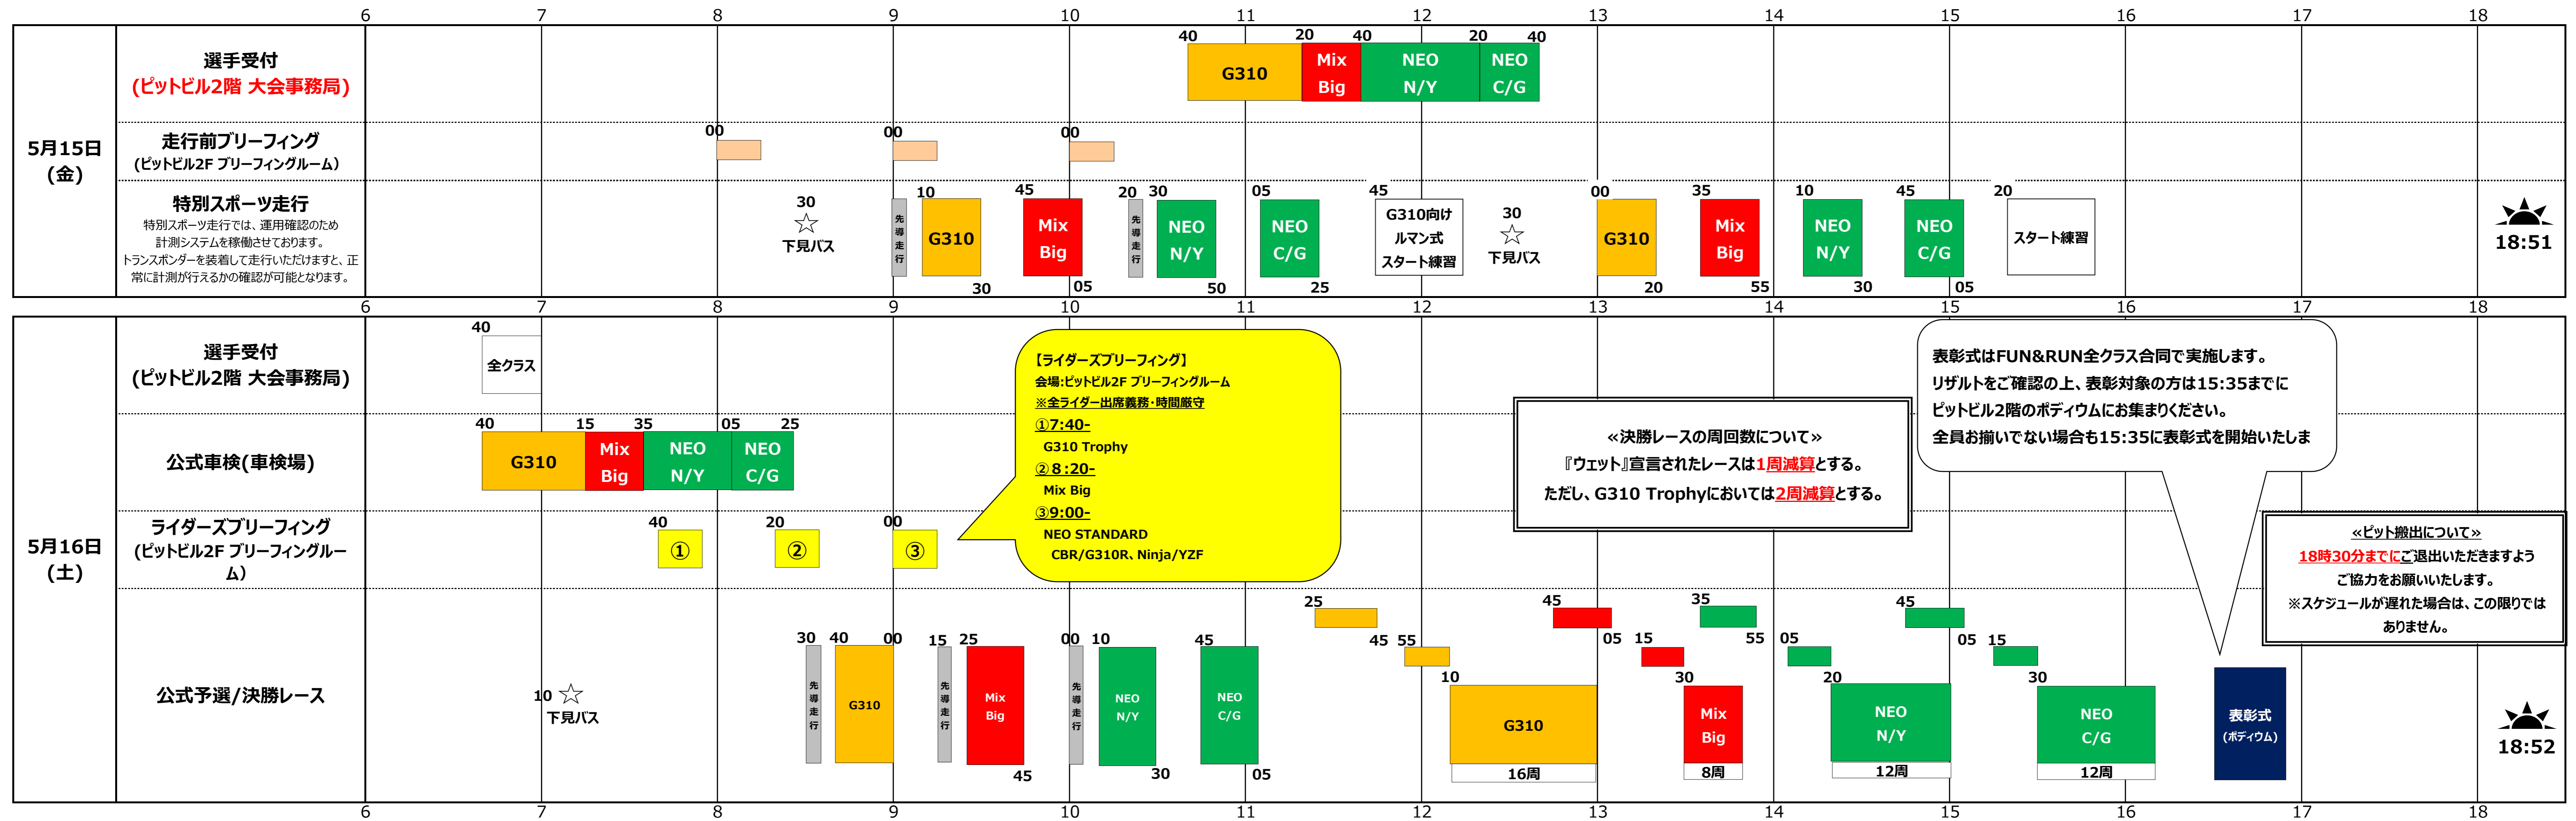 6 7 8 9 10 11 12 13 14 15 16 17 18
5月15日
(金)
選手受付
(ピットビル2階 大会事務局)
40 20 40 20 40
G310
Mix
Big
NEO
N/Y
NEO
C/G
走行前ブリーフィング
(ピットビル2F ブリーフィングルーム)
00 00 00
特別スポーツ走行
特別スポーツ走行では、運用確認のため
計測システムを稼働させております。
トランスポンダーを装着して走行いただけますと、正
常に計測が行えるかの確認が可能となります。
30
下見バス
先導走行
10
G310
30
45
Mix
Big
05
20
先導走行
30
NEO
N/Y
50
05
NEO
C/G
25
45
G310向け
ルマン式
スタート練習
30
下見バス
00
G310
20
35
Mix
Big
55
10
NEO
N/Y
30
45
NEO
C/G
05
20
スタート練習
18:51
6 7 8 9 10 11 12 13 14 15 16 17 18
5月16日
(土)
選手受付
(ピットビル2階 大会事務局)
40
全クラス
公式車検(車検場)
40 15 35 05 25
G310
Mix
Big
NEO
N/Y
NEO
C/G
ライダーズブリーフィング
(ピットビル2F ブリーフィングルー
ム)
40 20 00
① ② ③
【ライダーズブリーフィング】
会場:ピットビル2F ブリーフィングルーム
※全ライダー出席義務・時間厳守
①7:40-
G310 Trophy
②8:20-
Mix Big
③9:00-
NEO STANDARD
CBR/G310R、Ninja/YZF
≪決勝レースの周回数について≫
『ウェット』宣言されたレースは1周減算とする。
ただし、G310 Trophyにおいては2周減算とする。
表彰式はFUN&RUN全クラス合同で実施します。
リザルトをご確認の上、表彰対象の方は15:35までに
ピットビル2階のポディウムにお集まりください。
全員お揃いでない場合も15:35に表彰式を開始いたしま
≪ピット搬出について≫
18時30分までにご退出いただきますよう
ご協力をお願いいたします。
※スケジュールが遅れた場合は、この限りでは
ありません。
公式予選/決勝レース
10
下見バス
30
先導走行
40 00
G310
15
先導走行
25
Mix
Big
45
00
先導走行
10
NEO
N/Y
30
45
NEO
C/G
05
25
45
55
10
G310
16周
45
05
15
30
Mix
Big
8周
35
55
05
20
NEO
N/Y
12周
45
05
15
30
NEO
C/G
12周
表彰式
(ポディウム)
18:52
6 7 8 9 10 11 12 13 14 15 16 17 18